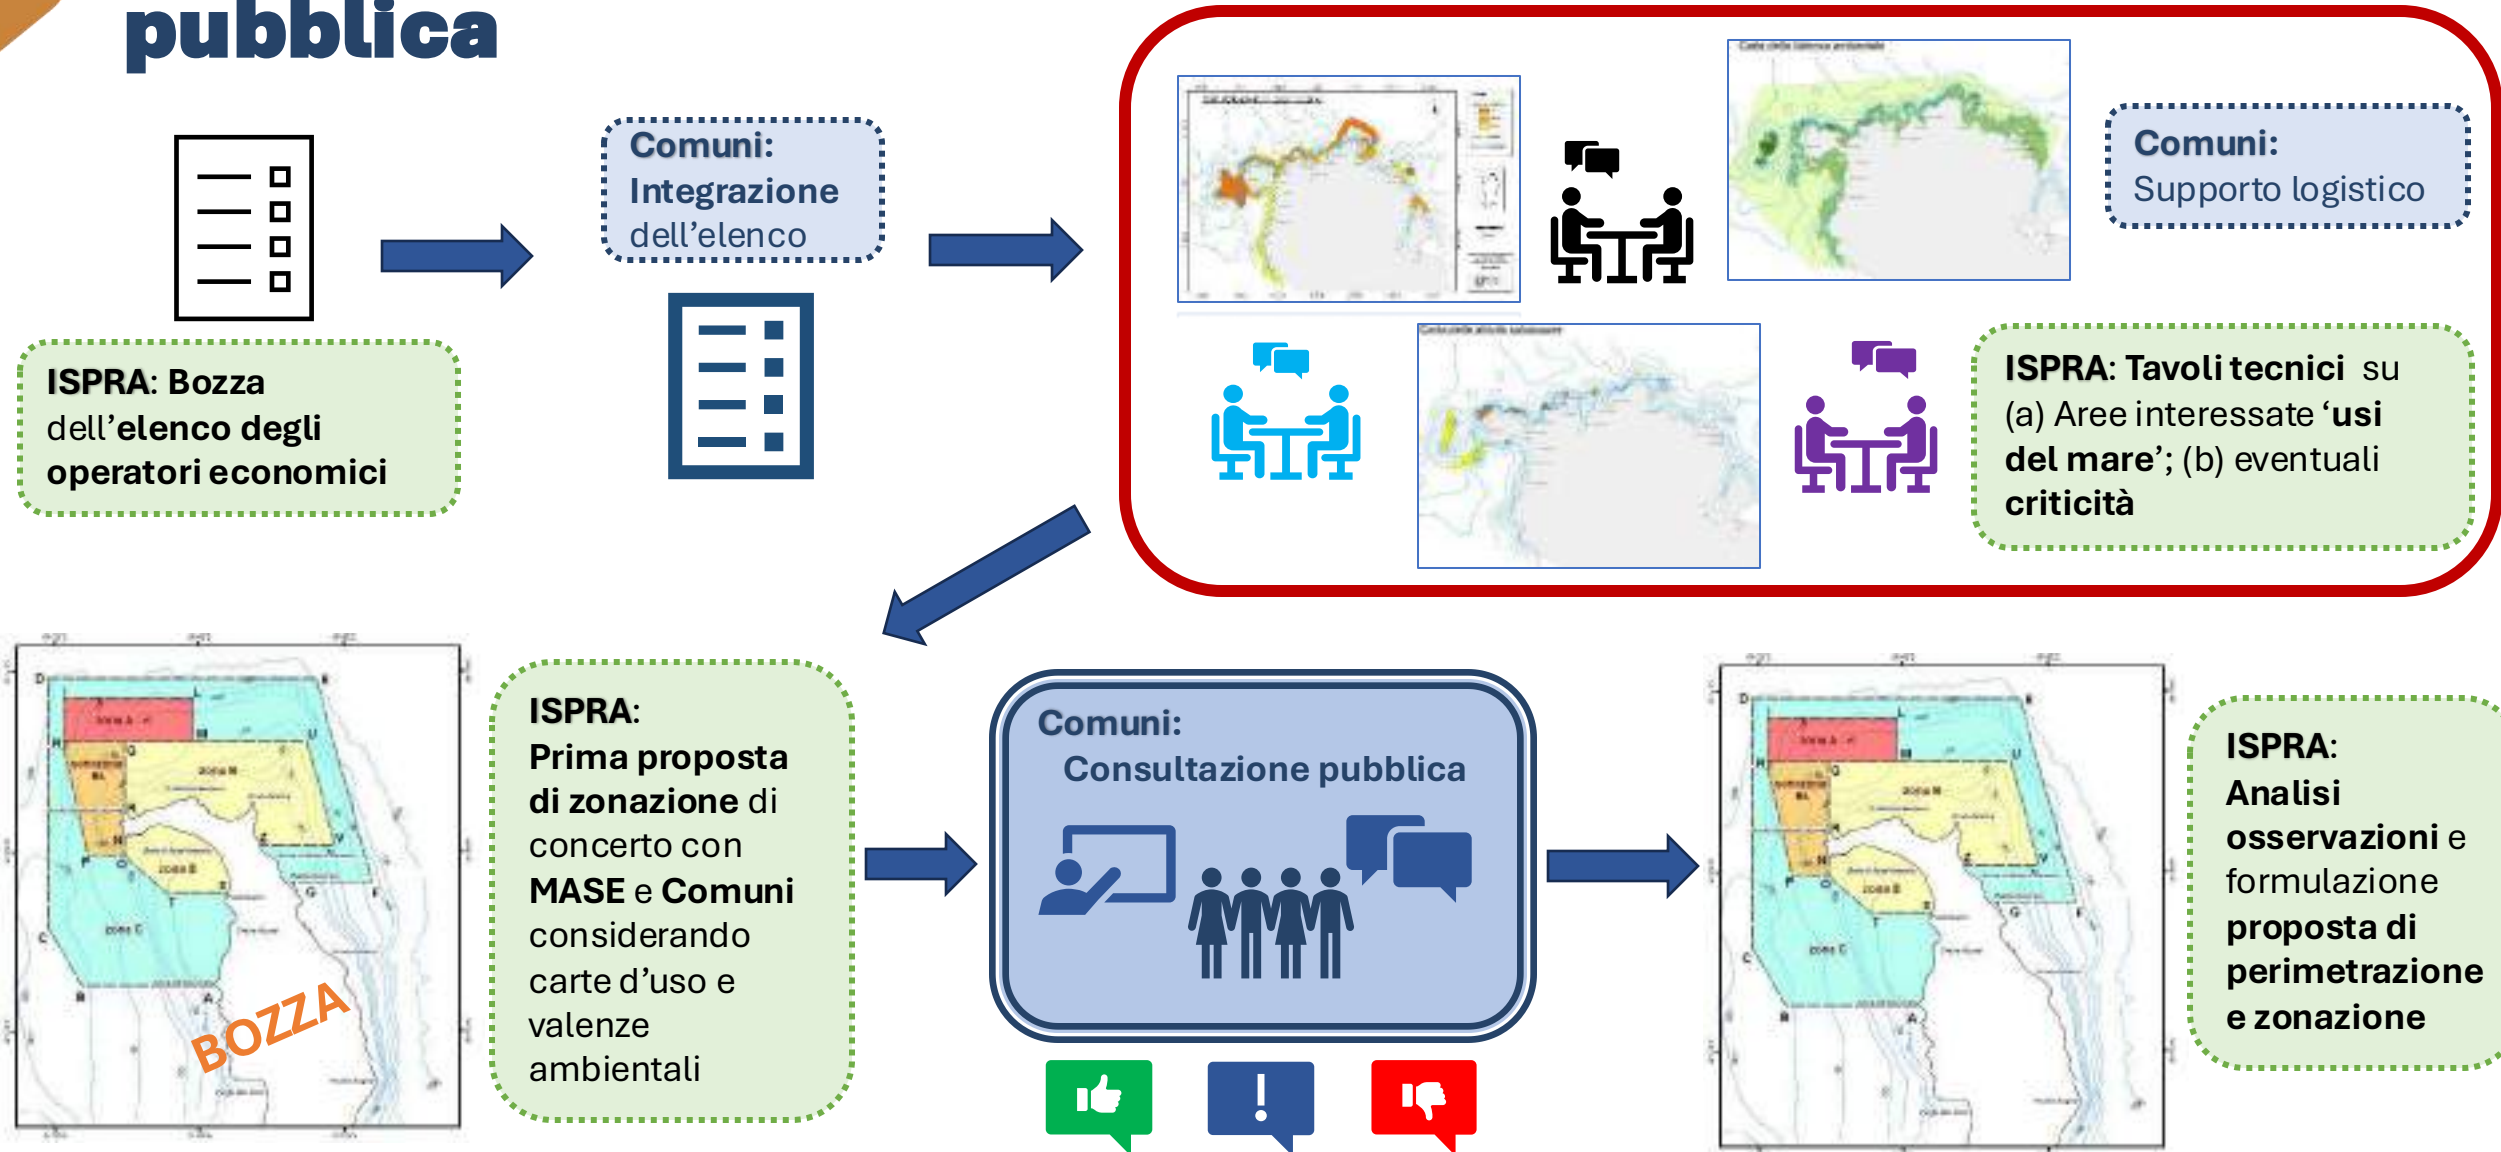 pubblica
Comuni:
Integrazione
dell’elenco
ISPRA: Bozza
dell’elenco degli
operatori economici
Comuni:
Supporto logistico
ISPRA: Tavoli tecnici su
(a) Aree interessate ‘usi
del mare’; (b) eventuali
criticità
ISPRA:
Prima proposta
di zonazione di
concerto con
MASE e Comuni
considerando
carte d’uso e
valenze
ambientali
BOZZA
Comuni:
Consultazione pubblica
!
ISPRA:
Analisi
osservazioni e
formulazione
proposta di
perimetrazione
e zonazione